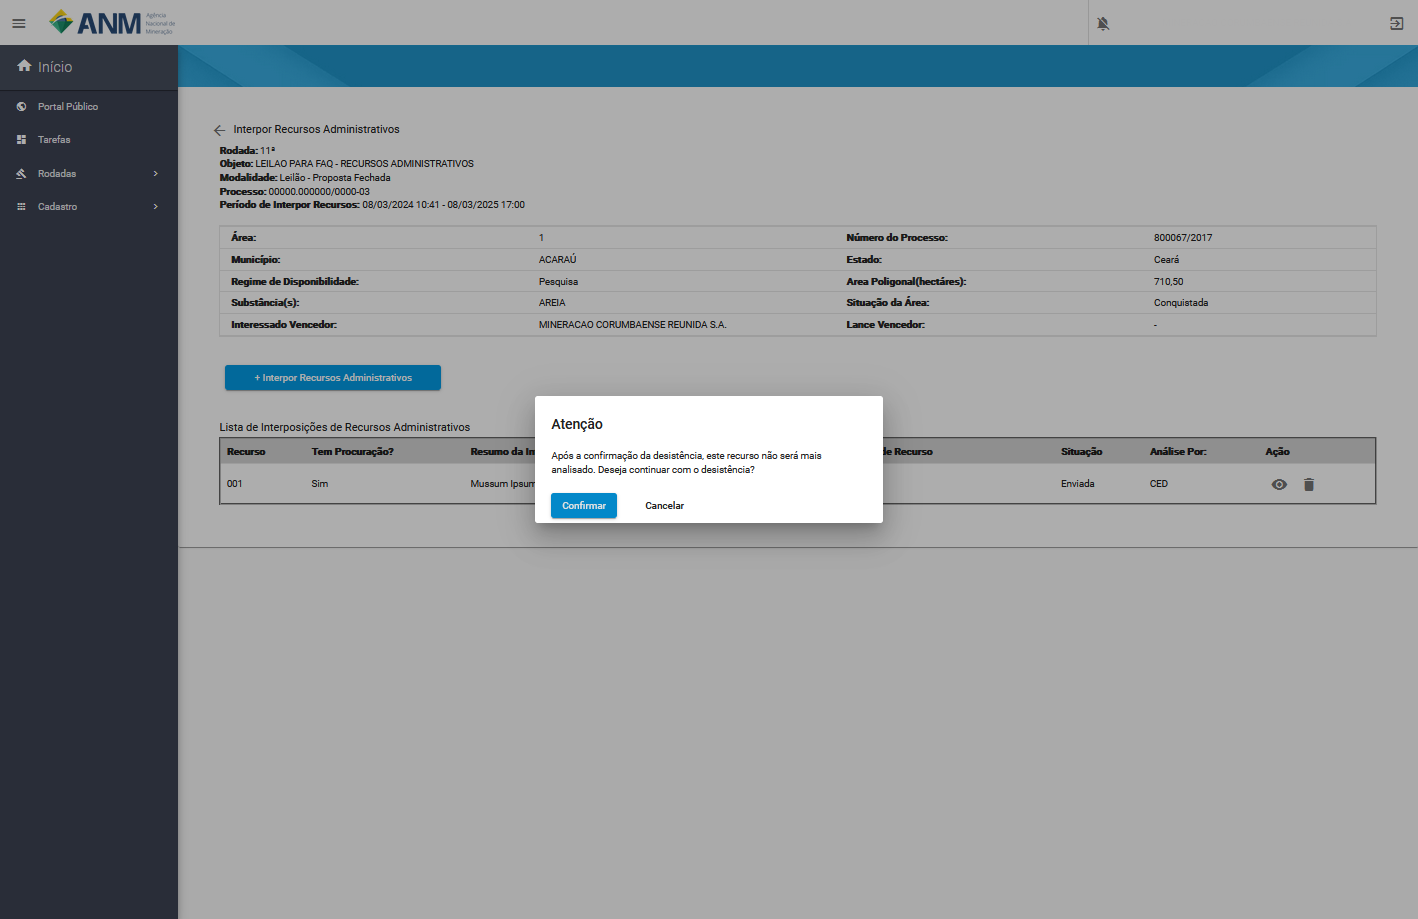 ANM Agência Nacional de Mineração
Início
Portal Público
Tarefas
Rodadas
Cadastro
Interpor Recursos Administrativos
Rodada: 11ª
Objeto: LEILAO PARA FAQ - RECURSOS ADMINISTRATIVOS
Modalidade: Leilão - Proposta Fechada
Processo: 00000.000000/0000-03
Período de Interpor Recursos: 08/03/2024 10:41 - 08/03/2025 17:00
Área: 1 Número do Processo: 800067/2017
Município: ACARAÚ Estado: Ceará
Regime de Disponibilidade: Pesquisa Area Poligonal(hectáres): 710,50
Substância(s): AREIA Situação da Área: Conquistada
Interessado Vencedor: MINERACAO CORUMBAENSE REUNIDA S.A. Lance Vencedor: -
+ Interpor Recursos Administrativos
Lista de Interposições de Recursos Administrativos
Recurso Tem Procuração? Resumo da In de Recurso Situação Análise Por: Ação
001 Sim Mussum Ipsum Enviada CED
Atenção
Após a confirmação da desistência, este recurso não será mais
analisado. Deseja continuar com o desistência?
Confirmar Cancelar